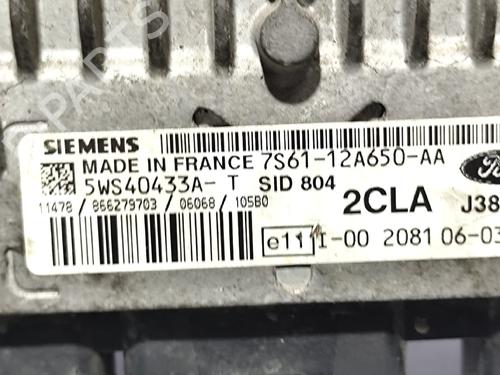 SIEMENS
MADE IN FRANCE 7S61-12A650-AA
5WS40433A- T SID 804
11478 / 866279703 / 06068 / 105B0
2CLA J38
Ford
e11 I-00 2081 06-03